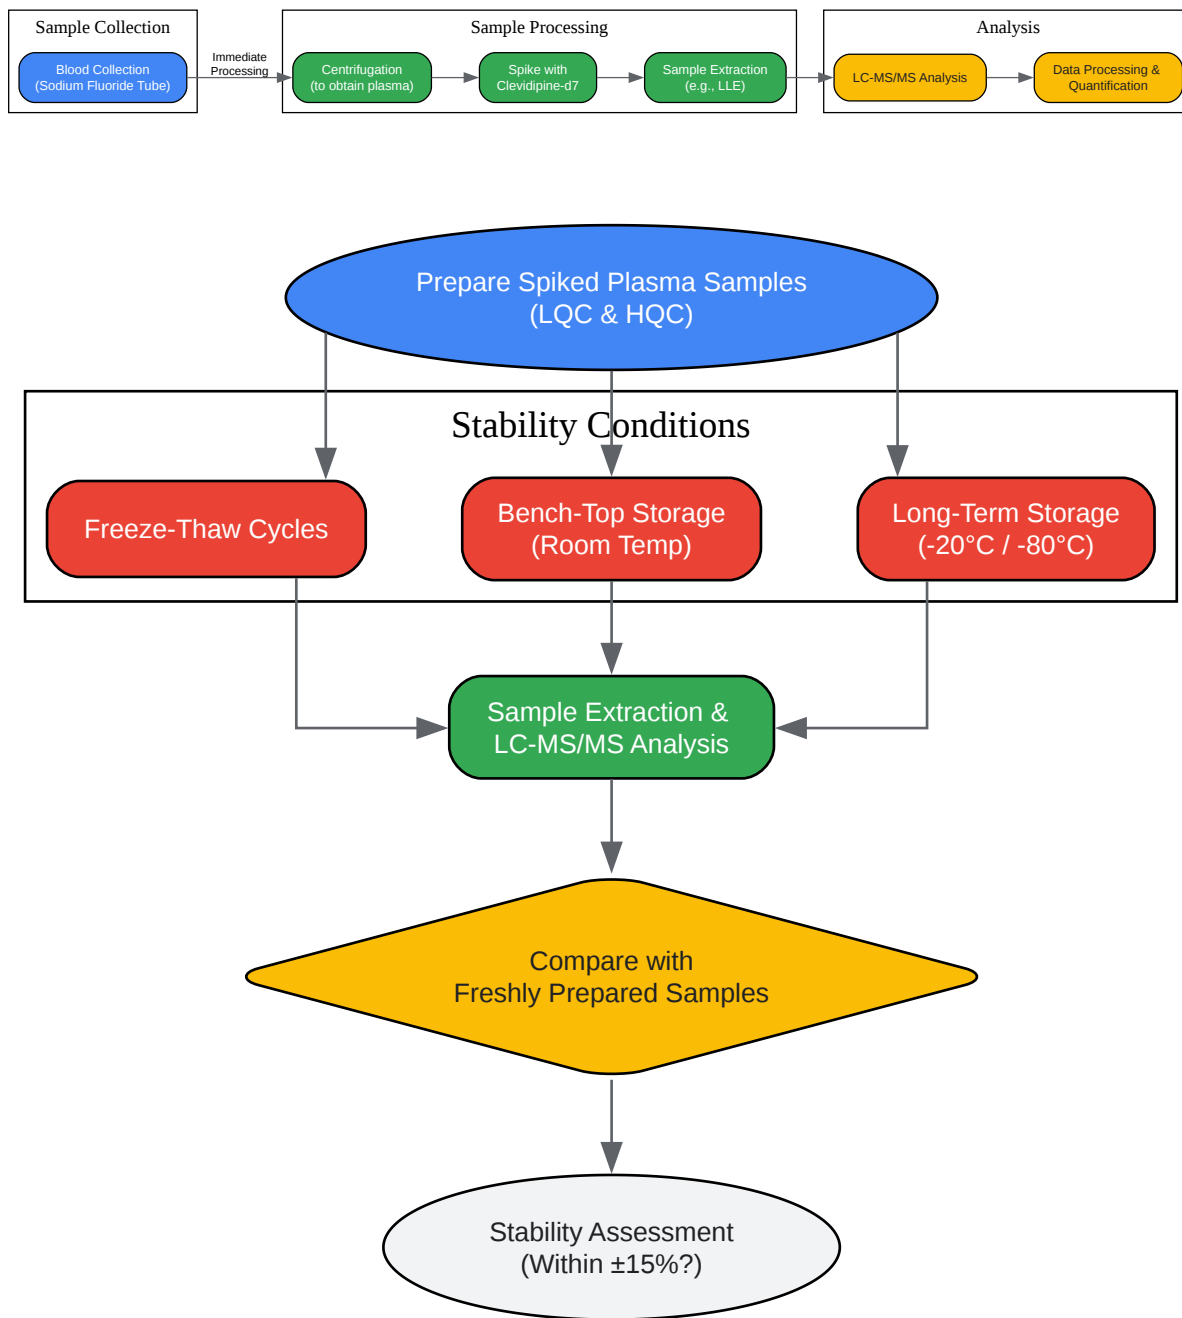 Sample Collection
Blood Collection
(Sodium Fluoride Tube)
Immediate
Processing
Sample Processing
Centrifugation
(to obtain plasma)
Spike with
Clevidipine-d7
Sample Extraction
(e.g., LLE)
Analysis
LC-MS/MS Analysis
Data Processing &
Quantification
Prepare Spiked Plasma Samples
(LQC & HQC)
Stability Conditions
Freeze-Thaw Cycles
Bench-Top Storage
(Room Temp)
Long-Term Storage
(-20°C / -80°C)
Sample Extraction &
LC-MS/MS Analysis
Compare with
Freshly Prepared Samples
Stability Assessment
(Within ±15%?)